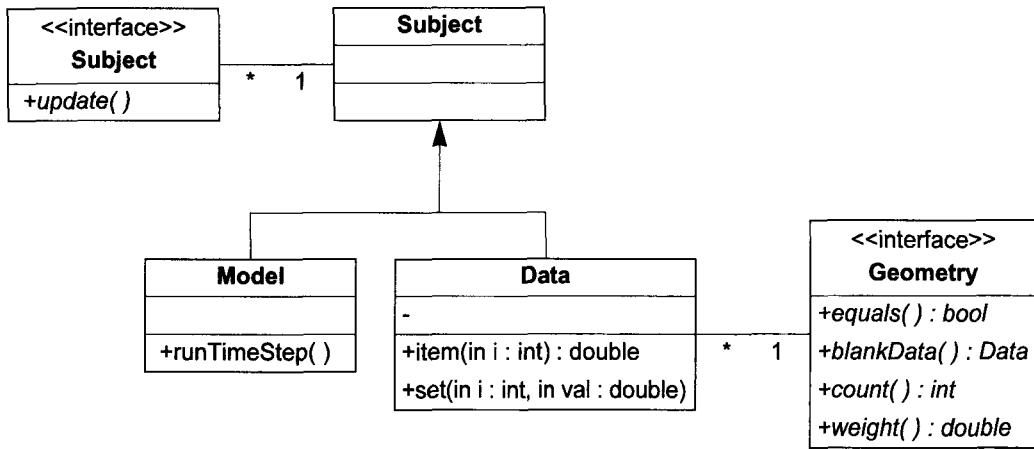 <<interface>>
Subject
+update( )
* 1
Subject
Model
+runTimeStep( )
Data
-
+item(in i : int) : double
+set(in i : int, in val : double)
* 1
<<interface>>
Geometry
+equals( ) : bool
+blankData( ) : Data
+count( ) : int
+weight( ) : double